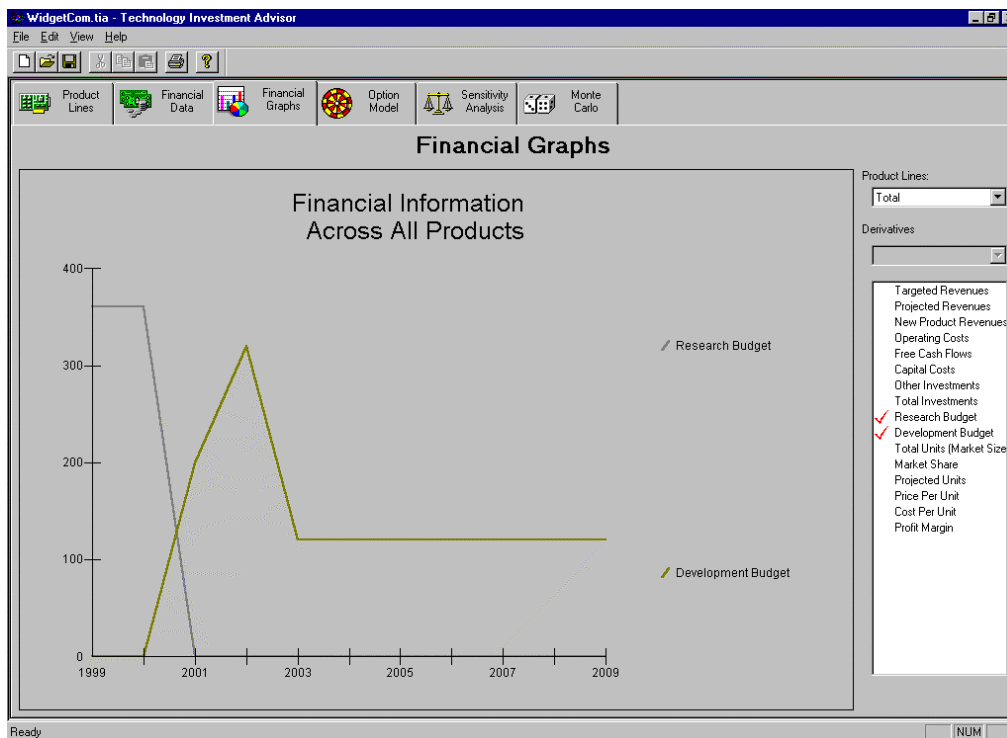 WidgetCom.tia - Technology Investment Advisor
File Edit View Help
Product Lines
Financial Data
Financial Graphs
Option Model
Sensitivity Analysis
Monte Carlo
Financial Graphs
Financial Information
Across All Products
400
300
200
100
0
1999 2001 2003 2005 2007 2009
Research Budget
Development Budget
Product Lines:
Total
Derivatives
Targeted Revenues
Projected Revenues
New Product Revenues
Operating Costs
Free Cash Flows
Capital Costs
Other Investments
Total Investments
Research Budget
Development Budget
Total Units (Market Size
Market Share
Projected Units
Price Per Unit
Cost Per Unit
Profit Margin
Ready NUM